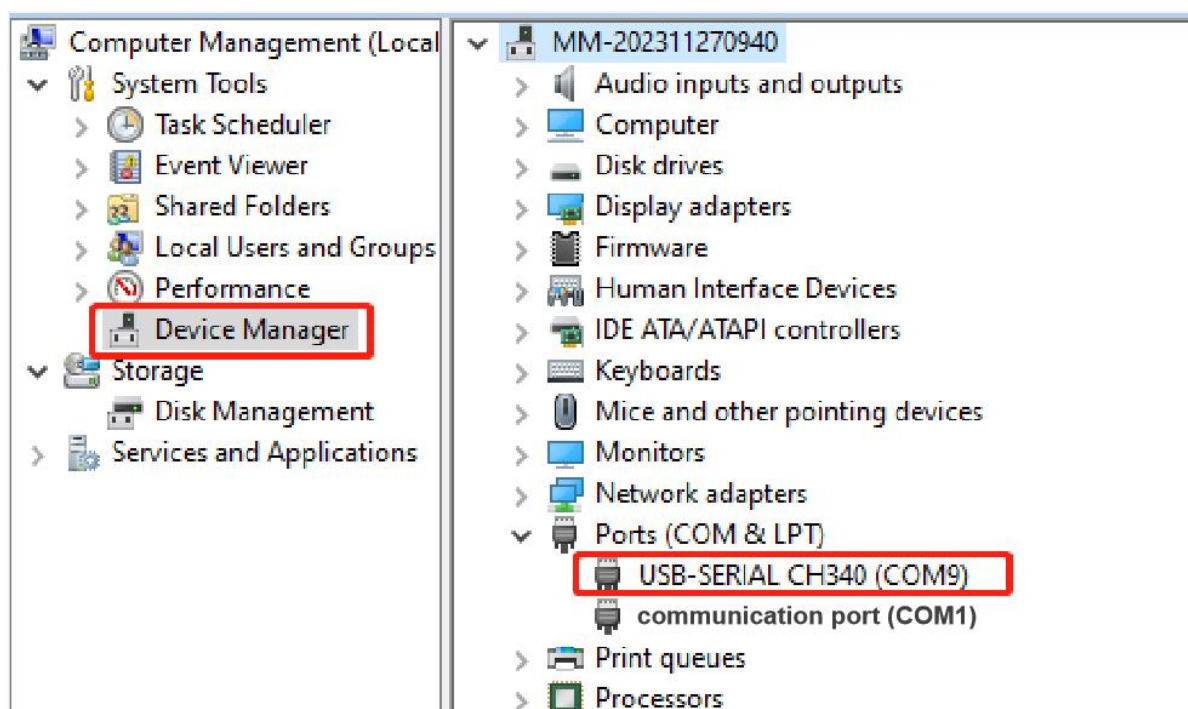 Computer Management (Local
System Tools
Task Scheduler
Event Viewer
Shared Folders
Local Users and Groups
Performance
Device Manager
Storage
Disk Management
Services and Applications
MM-202311270940
Audio inputs and outputs
Computer
Disk drives
Display adapters
Firmware
Human Interface Devices
IDE ATA/ATAPI controllers
Keyboards
Mice and other pointing devices
Monitors
Network adapters
Ports (COM & LPT)
USB-SERIAL CH340 (COM9)
communication port (COM1)
Print queues
Processors